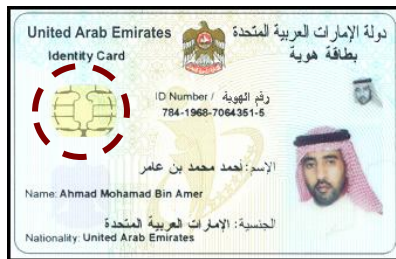 United Arab Emirates
دولة الإمارات العربية المتحدة
Identity Card
بطاقة هوية
ID Number / رقم الهوية
784-1968-7064351-5
الإسم: أحمد محمد بن عامر
Name: Ahmad Mohamad Bin Amer
الجنسية: الإمارات العربية المتحدة
Nationality: United Arab Emirates